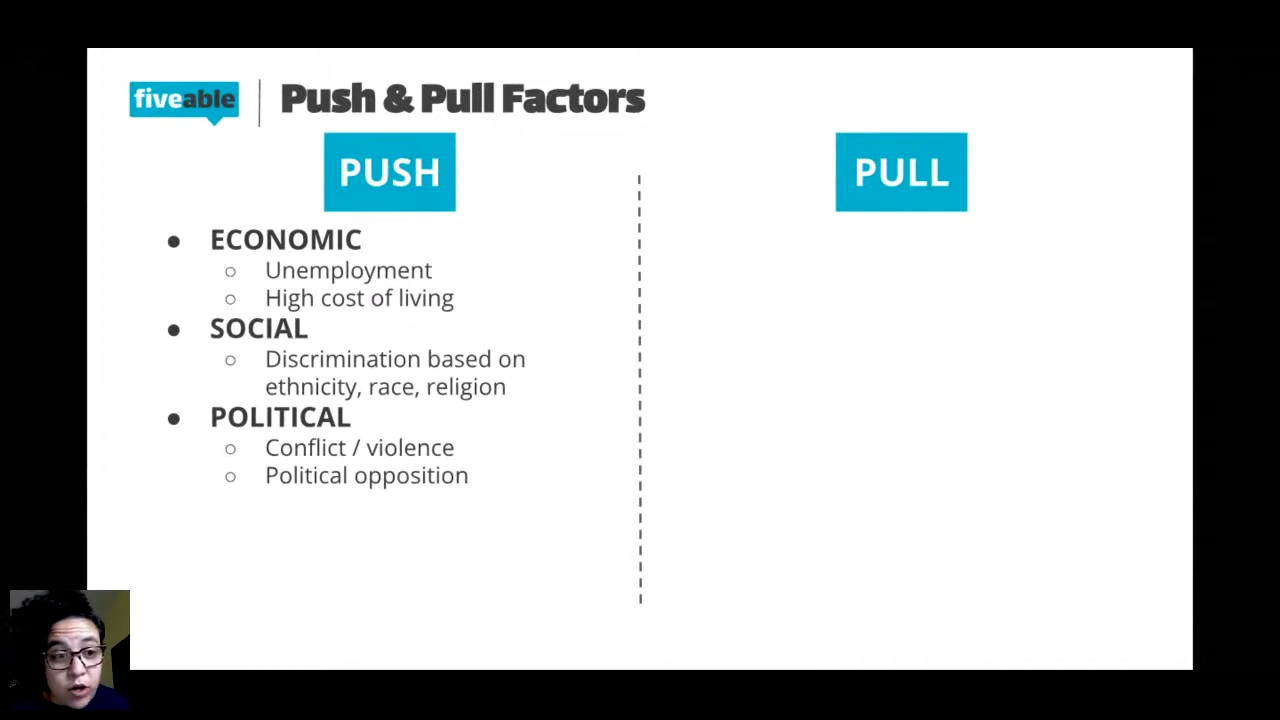 fiveable
Push & Pull Factors
PUSH
PULL
● ECONOMIC
○ Unemployment
○ High cost of living
● SOCIAL
○ Discrimination based on
ethnicity, race, religion
● POLITICAL
○ Conflict / violence
○ Political opposition